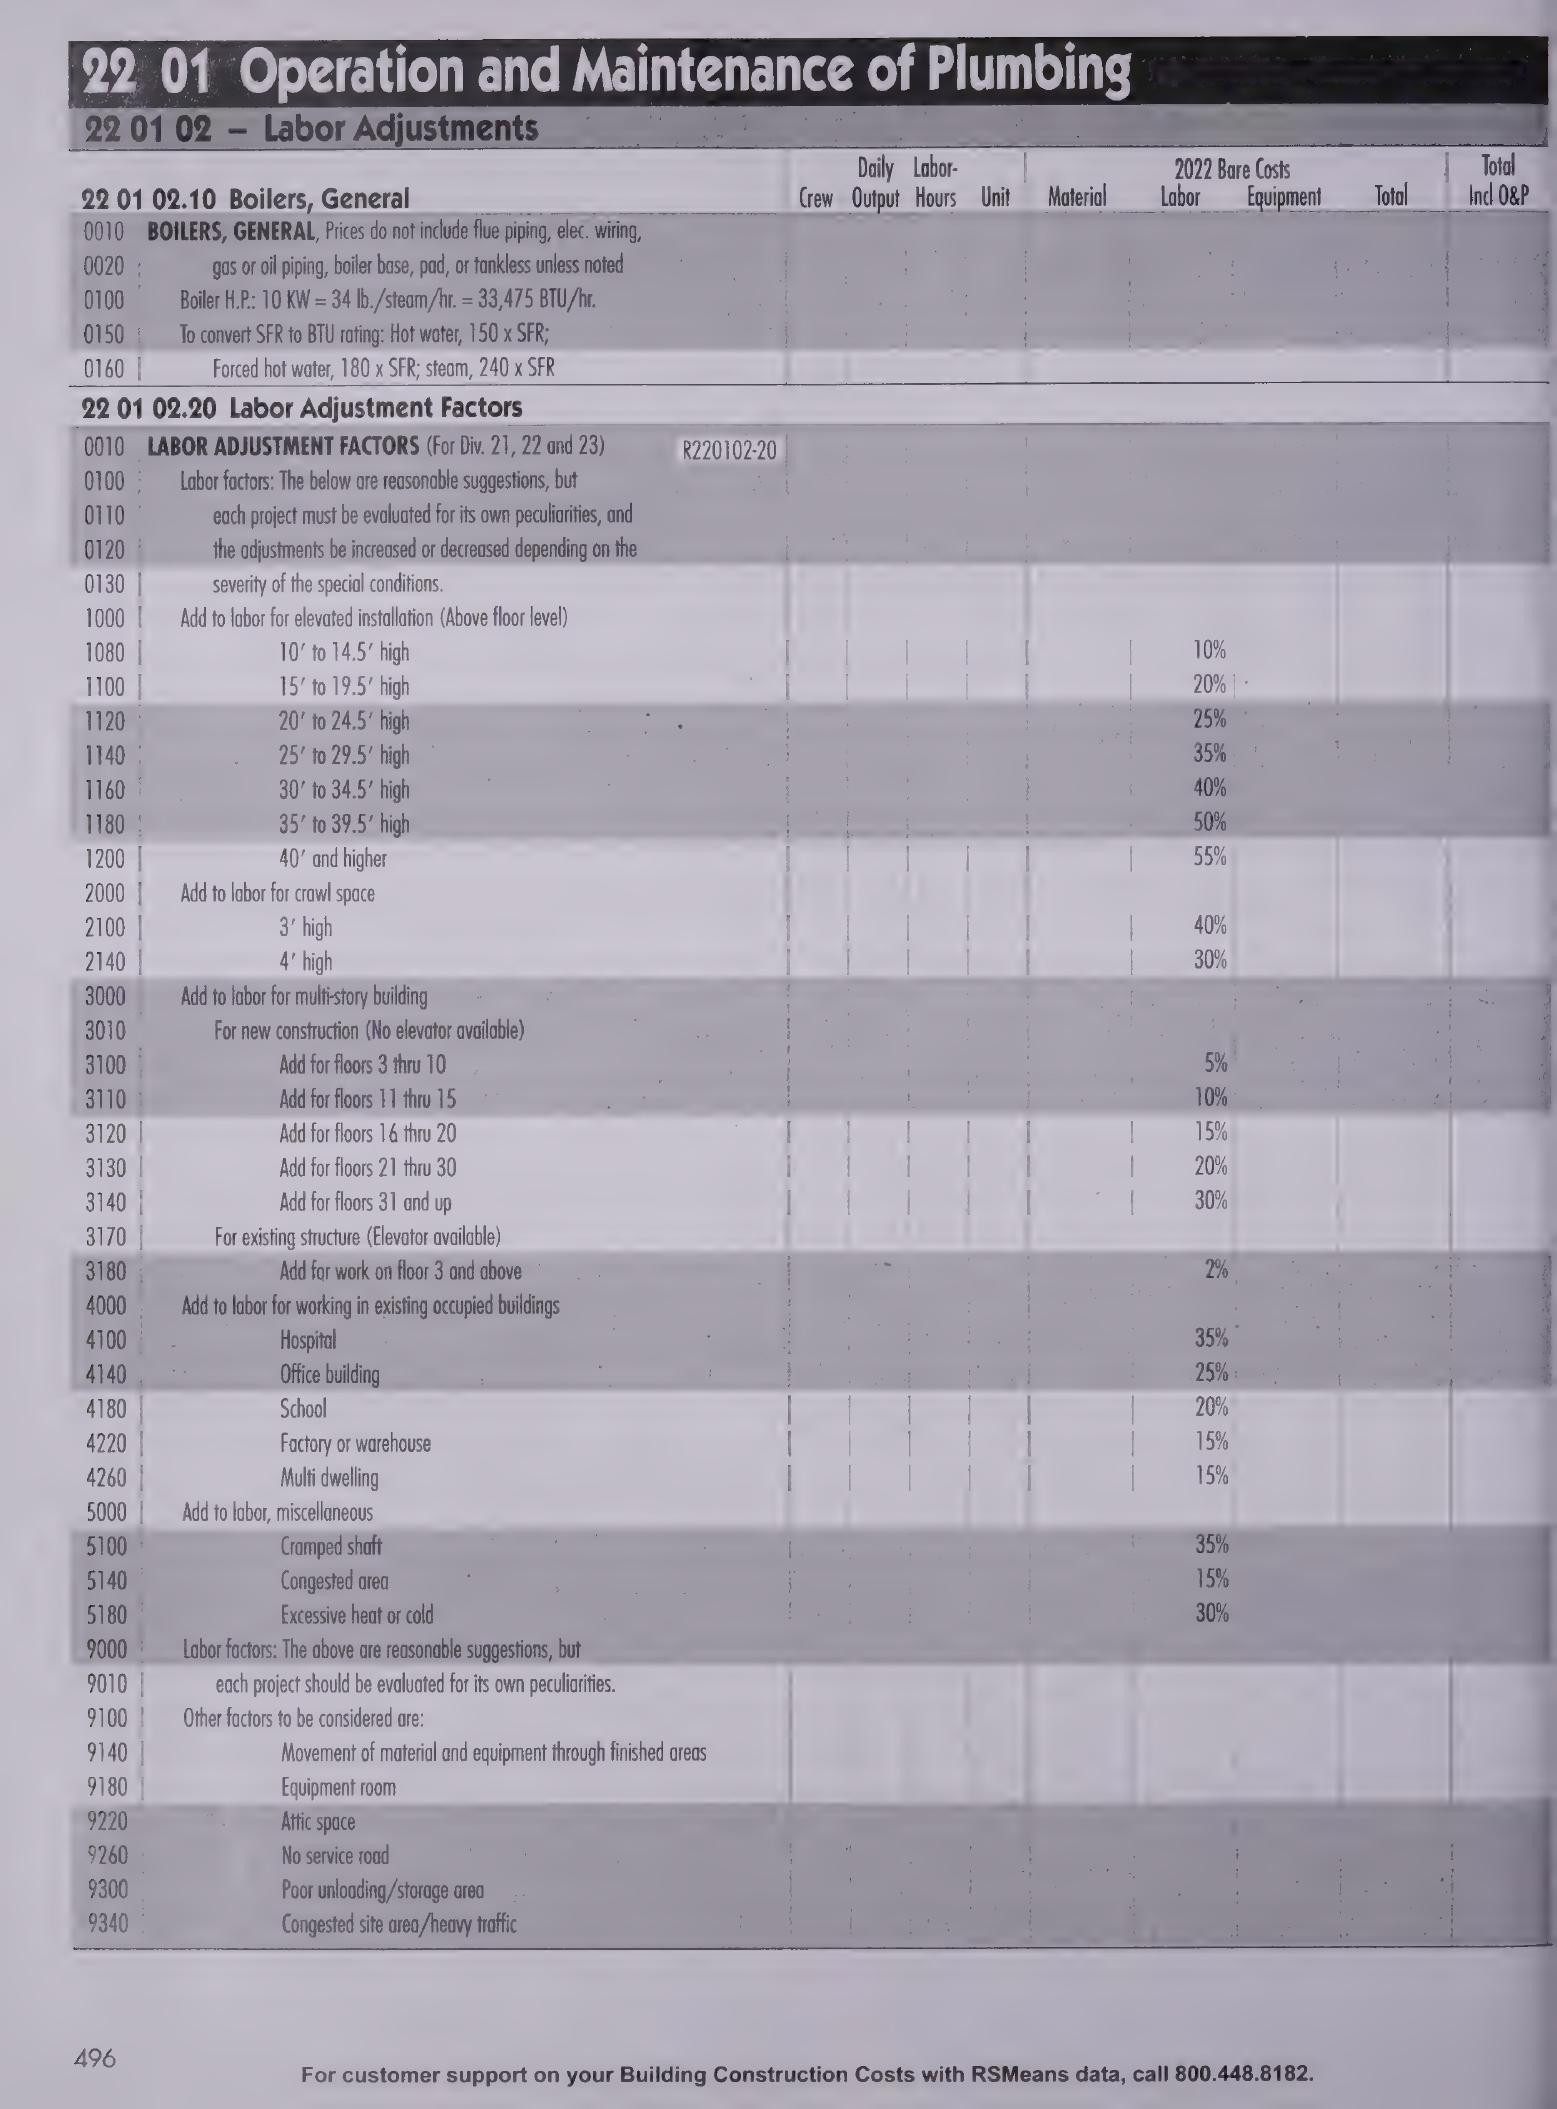 22 01 Operation and Maintenance of Plumbing
22 01 02 – Labor Adjustments
22 01 02.10 Boilers, General Crew Daily Output Labor-Hours Unit Material 2022 Bare Costs Labor Equipment Total Total Incl O&P
0010 BOILERS, GENERAL, Prices do not include flue piping, elec. wiring,
0020 gas or oil piping, boiler base, pad, or tankless unless noted
0100 Boiler H.P.: 10 KW = 34 lb./steam/hr. = 33,475 BTU/hr.
0150 To convert SFR to BTU rating: Hot water, 150 x SFR;
0160 Forced hot water, 180 x SFR; steam, 240 x SFR
22 01 02.20 Labor Adjustment Factors
0010 LABOR ADJUSTMENT FACTORS (For Div. 21, 22 and 23) R220102-20
0100 Labor factors: The below are reasonable suggestions, but
0110 each project must be evaluated for its own peculiarities, and
0120 the adjustments be increased or decreased depending on the
0130 severity of the special conditions.
1000 Add to labor for elevated installation (Above floor level)
1080 10′ to 14.5′ high 10%
1100 15′ to 19.5′ high 20%
1120 20′ to 24.5′ high 25%
1140 25′ to 29.5′ high 35%
1160 30′ to 34.5′ high 40%
1180 35′ to 39.5′ high 50%
1200 40′ and higher 55%
2000 Add to labor for crawl space
2100 3′ high 40%
2140 4′ high 30%
3000 Add to labor for multi-story building
3010 For new construction (No elevator available)
3100 Add for floors 3 thru 10 5%
3110 Add for floors 11 thru 15 10%
3120 Add for floors 16 thru 20 15%
3130 Add for floors 21 thru 30 20%
3140 Add for floors 31 and up 30%
3170 For existing structure (Elevator available)
3180 Add for work on floor 3 and above 2%
4000 Add to labor for working in existing occupied buildings
4100 Hospital 35%
4140 Office building 25%
4180 School 20%
4220 Factory or warehouse 15%
4260 Multi dwelling 15%
5000 Add to labor, miscellaneous
5100 Cramped shaft 35%
5140 Congested area 15%
5180 Excessive heat or cold 30%
9000 Labor factors: The above are reasonable suggestions, but
9010 each project should be evaluated for its own peculiarities.
9100 Other factors to be considered are:
9140 Movement of material and equipment through finished areas
9180 Equipment room
9220 Attic space
9260 No service road
9300 Poor unloading/storage area
9340 Congested site area/heavy traffic
496
For customer support on your Building Construction Costs with RSMeans data, call 800.448.8182.